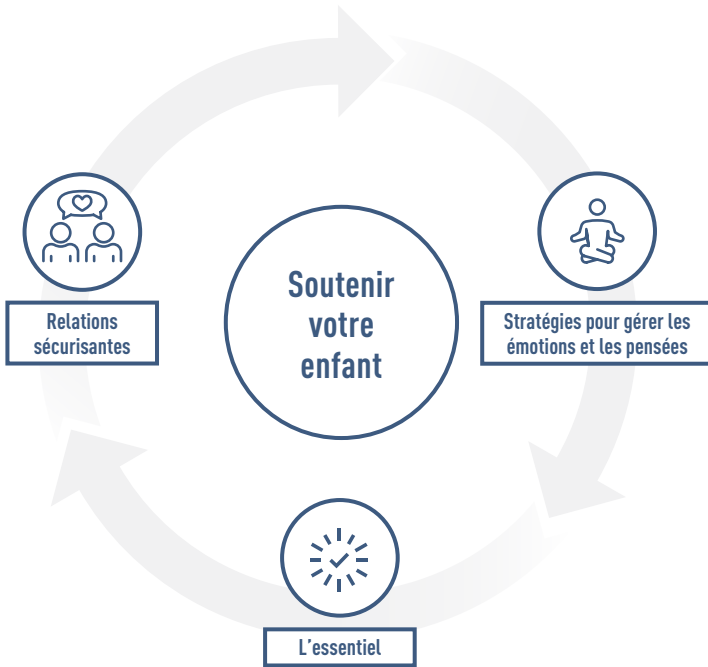 Soutenir
votre
enfant
Relations
sécurisantes
Stratégies pour gérer les
émotions et les pensées
L'essentiel